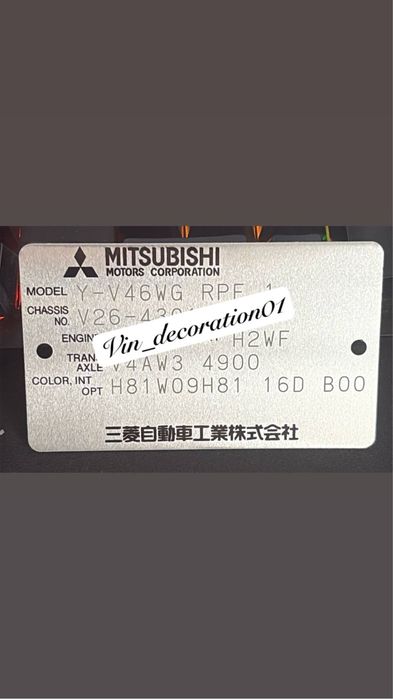 MITSUBISHI
MOTORS CORPORATION
MODEL Y-V46WG RPF 1
CHASSIS NO. V26-430
Vin_decoration01
ENGINE H2WF
TRANS AXLE V4AW3 4900
COLOR, INT OPT H81W09H81 16D B00
三菱自動車工業株式会社